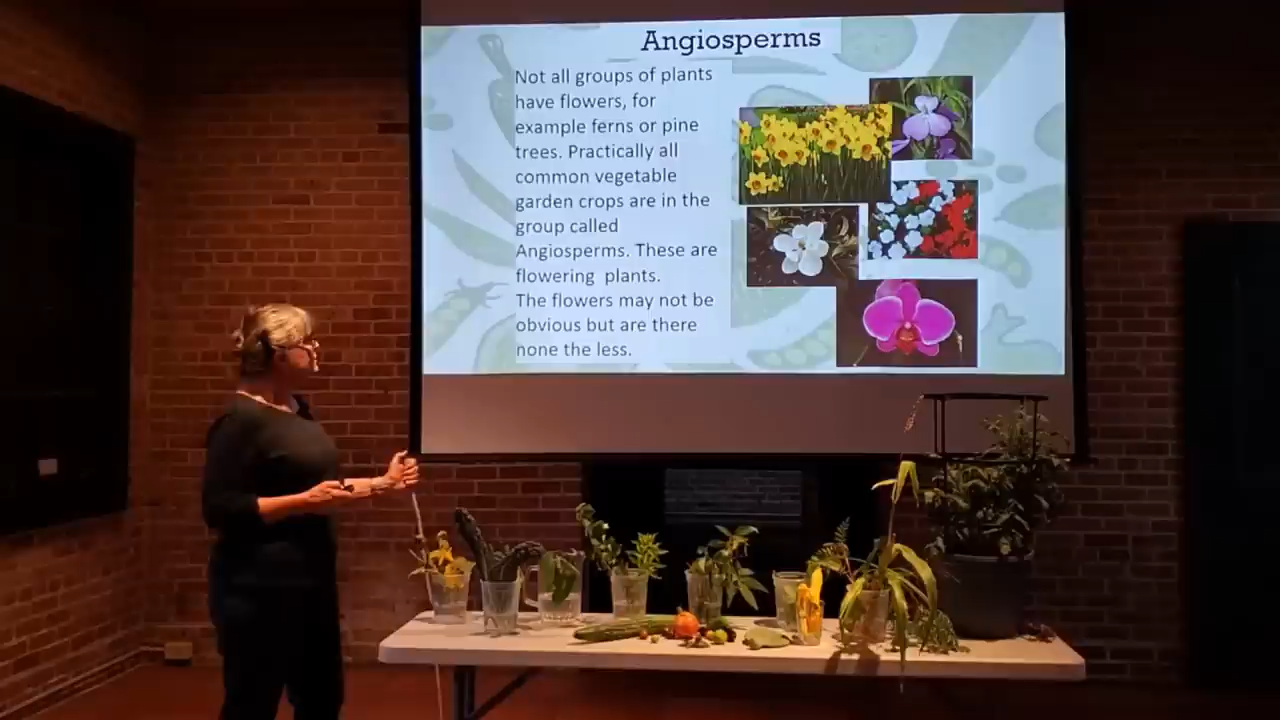 Angiosperms
Not all groups of plants
have flowers, for
example ferns or pine
trees. Practically all
common vegetable
garden crops are in the
group called
Angiosperms. These are
flowering plants.
The flowers may not be
obvious but are there
none the less.